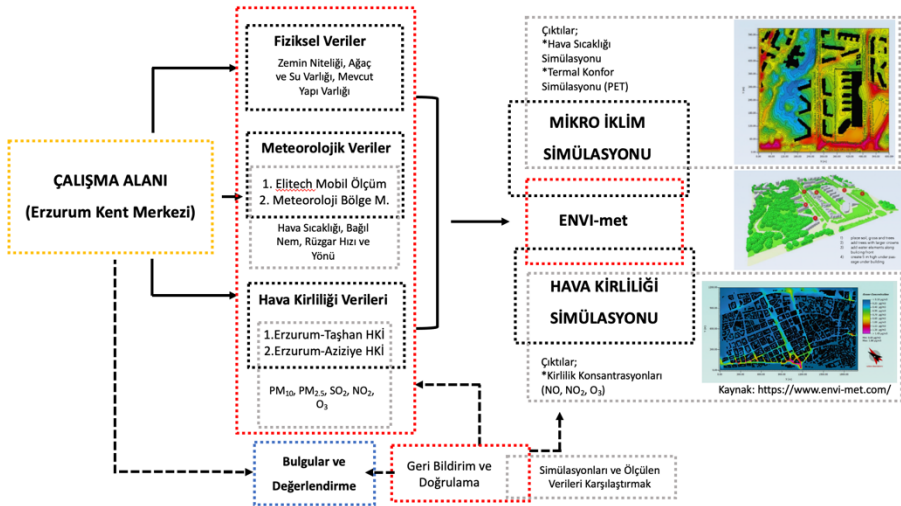 ÇALIŞMA ALANI
(Erzurum Kent Merkezi)
Fiziksel Veriler
Zemin Niteliği, Ağaç
ve Su Varlığı, Mevcut
Yapı Varlığı
Meteorolojik Veriler
1. Elitech Mobil Ölçüm
2. Meteoroloji Bölge M.
Hava Sıcaklığı, Bağıl
Nem, Rüzgar Hızı ve
Yönü
Hava Kirliliği Verileri
1.Erzurum-Taşhan HKİ
2.Erzurum-Aziziye HKİ
PM₁₀, PM₂.₅, SO₂, NO₂,
O₃
Çıktılar;
*Hava Sıcaklığı
Simülasyonu
*Termal Konfor
Simülasyonu (PET)
MİKRO İKLİM
SİMÜLASYONU
ENVI-met
HAVA KİRLİLİĞİ
SİMÜLASYONU
Çıktılar;
*Kirlilik Konsantrasyonları
(NO, NO₂, O₃)
Kaynak: https://www.envi-met.com/
Bulgular ve
Değerlendirme
Geri Bildirim ve
Doğrulama
Simülasyonları ve Ölçülen
Verileri Karşılaştırmak